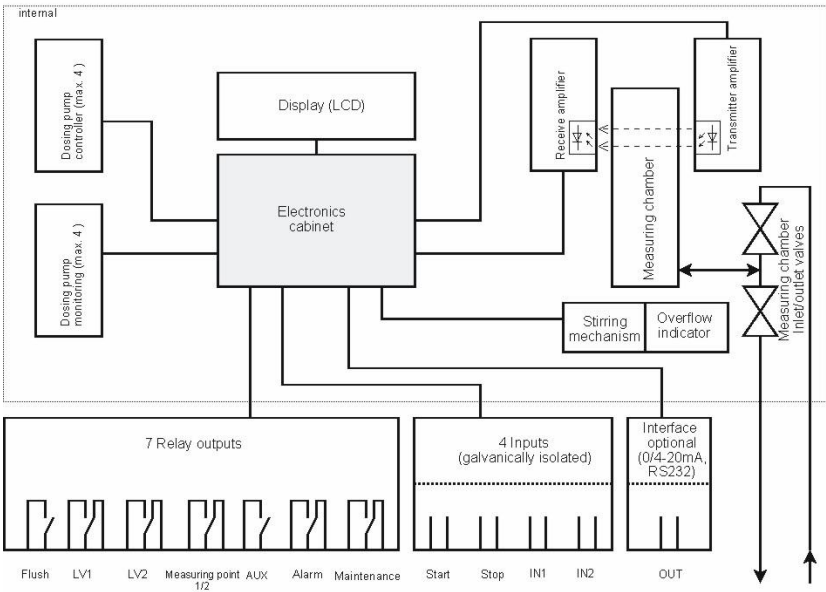 internal
Dosing pump
controller (max. 4 )
Display (LCD)
Receive amplifier
Measuring chamber
Transmitter amplifier
Electronics
cabinet
Dosing pump
monitoring (max. 4 )
Measuring chamber
Inlet/outlet valves
Stirring
mechanism
Overflow
indicator
7 Relay outputs
4 Inputs
(galvanically isolated)
Interface
optional
(0/4-20mA,
RS232)
Flush
LV1
LV2
Measuring point
1/2
AUX
Alarm
Maintenance
Start
Stop
IN1
IN2
OUT